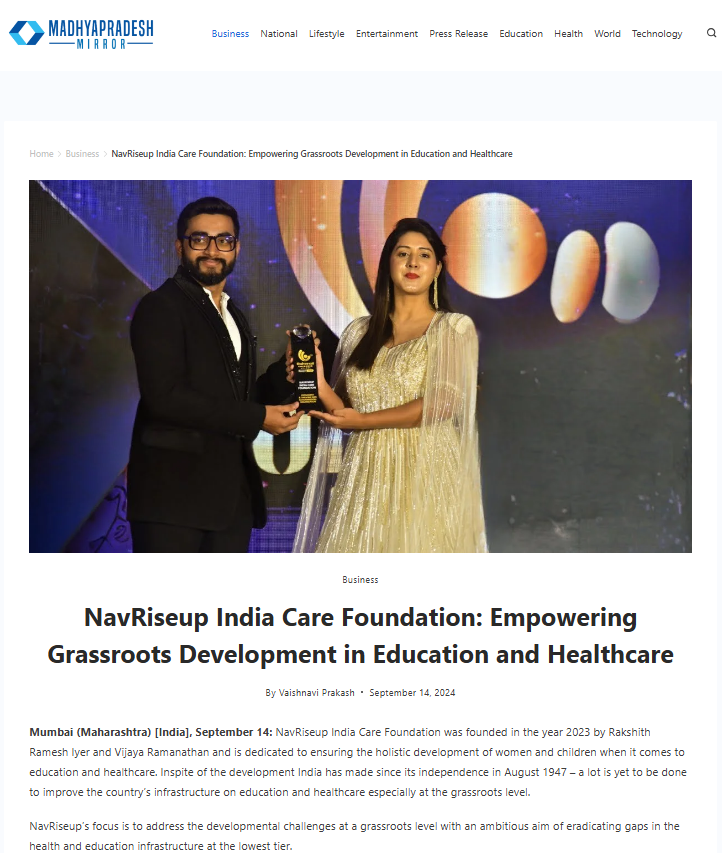 MADHYAPRADESH
MIRROR
Business National Lifestyle Entertainment Press Release Education Health World Technology
Home > Business > NavRiseup India Care Foundation: Empowering Grassroots Development in Education and Healthcare
NAVRISEUP
INDIA CARE
FOUNDATION
Business
NavRiseup India Care Foundation: Empowering
Grassroots Development in Education and Healthcare
By Vaishnavi Prakash • September 14, 2024
Mumbai (Maharashtra) [India], September 14: NavRiseup India Care Foundation was founded in the year 2023 by Rakshith
Ramesh Iyer and Vijaya Ramanathan and is dedicated to ensuring the holistic development of women and children when it comes to
education and healthcare. Inspite of the development India has made since its independence in August 1947 – a lot is yet to be done
to improve the country's infrastructure on education and healthcare especially at the grassroots level.
NavRiseup's focus is to address the developmental challenges at a grassroots level with an ambitious aim of eradicating gaps in the
health and education infrastructure at the lowest tier.